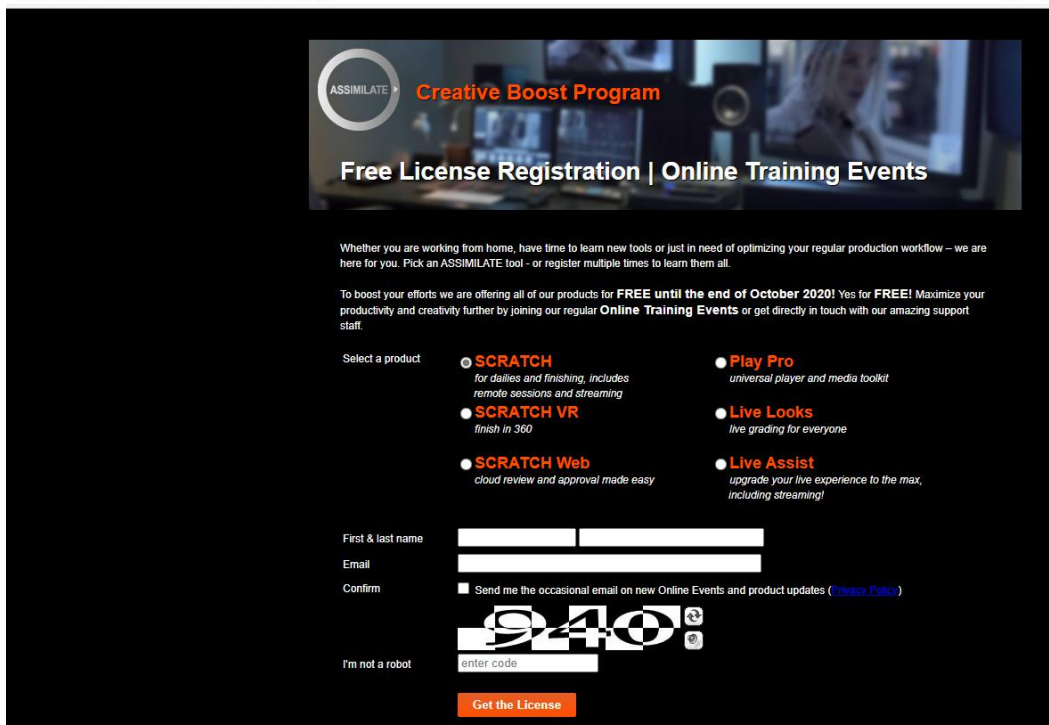 ASSIMILATE
Creative Boost Program
Free License Registration | Online Training Events
Whether you are working from home, have time to learn new tools or just in need of optimizing your regular production workflow – we are
here for you. Pick an ASSIMILATE tool - or register multiple times to learn them all.
To boost your efforts we are offering all of our products for FREE until the end of October 2020! Yes for FREE! Maximize your
productivity and creativity further by joining our regular Online Training Events or get directly in touch with our amazing support
staff.
Select a product
SCRATCH
for dailies and finishing, includes
remote sessions and streaming
Play Pro
universal player and media toolkit
SCRATCH VR
finish in 360
Live Looks
live grading for everyone
SCRATCH Web
cloud review and approval made easy
Live Assist
upgrade your live experience to the max,
including streaming!
First & last name
Email
Confirm
Send me the occasional email on new Online Events and product updates (Privacy Policy)
940
I'm not a robot
enter code
Get the License